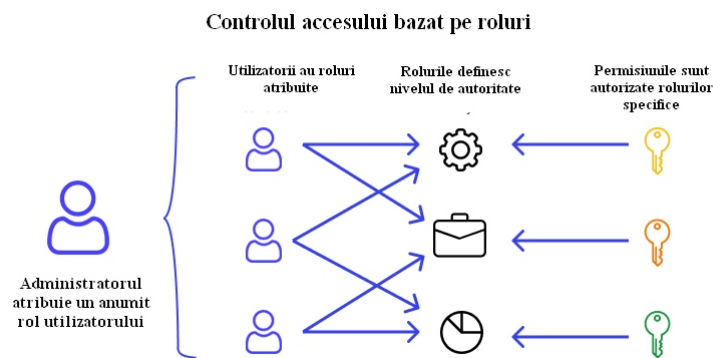 Controlul accesului bazat pe roluri
Utilizatorii au roluri
atribuite
Rolurile definesc
nivelul de autoritate
Permisiunile sunt
autorizate rolurilor
specifice
Administratorul
atribuie un anumit
rol utilizatorului